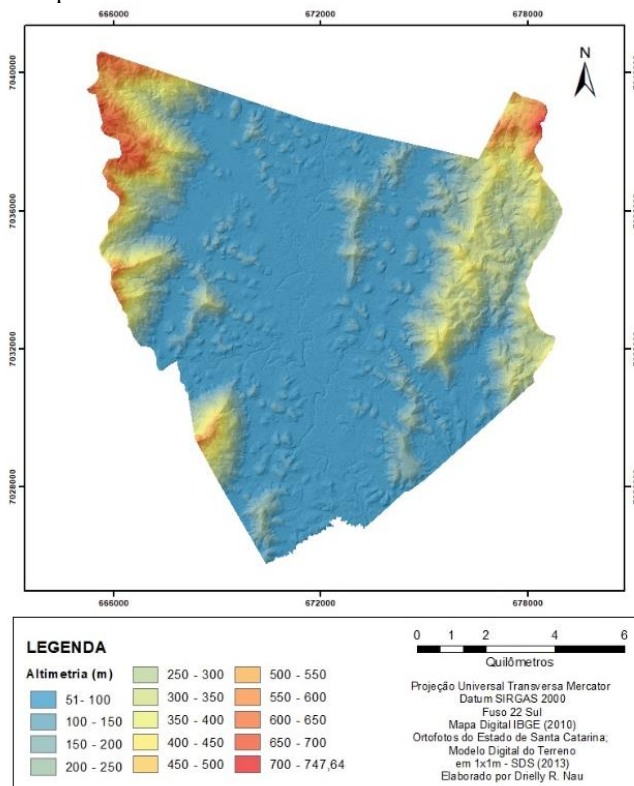 666000 672000 678000
N
7040000
7036000
7032000
7028000
666000 672000 678000
LEGENDA
Altimetria (m)
51- 100
100 - 150
150 - 200
200 - 250
250 - 300
300 - 350
350 - 400
400 - 450
450 - 500
500 - 550
550 - 600
600 - 650
650 - 700
700 - 747,64
0 1 2 4 6
Quilômetros
Projeção Universal Transversa Mercator
Datum SIRGAS 2000
Fuso 22 Sul
Mapa Digital IBGE (2010)
Ortofotos do Estado de Santa Catarina;
Modelo Digital do Terreno
em 1x1m - SDS (2013)
Elaborado por Drielly R. Nau